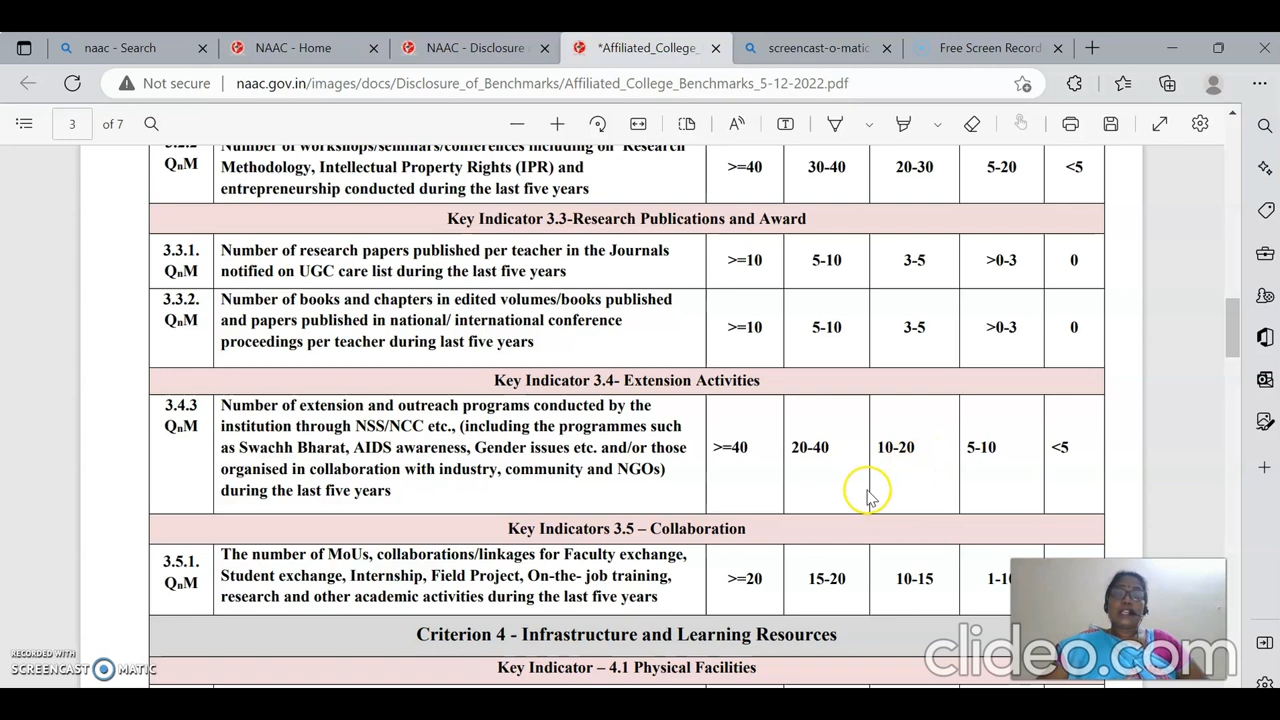 naac - Search
NAAC - Home
NAAC - Disclosure
*Affiliated_College_
screencast-o-matic
Free Screen Record
Not secure
naac.gov.in/images/docs/Disclosure_of_Benchmarks/Affiliated_College_Benchmarks_5-12-2022.pdf
3 of 7
3.2.2 QnM
Number of workshops/seminars/conferences including on Research
Methodology, Intellectual Property Rights (IPR) and
entrepreneurship conducted during the last five years
>=40 30-40 20-30 5-20 <5
Key Indicator 3.3-Research Publications and Award
3.3.1. QnM
Number of research papers published per teacher in the Journals
notified on UGC care list during the last five years
>=10 5-10 3-5 >0-3 0
3.3.2. QnM
Number of books and chapters in edited volumes/books published
and papers published in national/ international conference
proceedings per teacher during last five years
>=10 5-10 3-5 >0-3 0
Key Indicator 3.4- Extension Activities
3.4.3 QnM
Number of extension and outreach programs conducted by the
institution through NSS/NCC etc., (including the programmes such
as Swachh Bharat, AIDS awareness, Gender issues etc. and/or those
organised in collaboration with industry, community and NGOs)
during the last five years
>=40 20-40 10-20 5-10 <5
Key Indicators 3.5 – Collaboration
3.5.1. QnM
The number of MoUs, collaborations/linkages for Faculty exchange,
Student exchange, Internship, Field Project, On-the- job training,
research and other academic activities during the last five years
>=20 15-20 10-15
Criterion 4 - Infrastructure and Learning Resources
Key Indicator – 4.1 Physical Facilities
RECORDED WITH
SCREENCAST MATIC
clideo.com